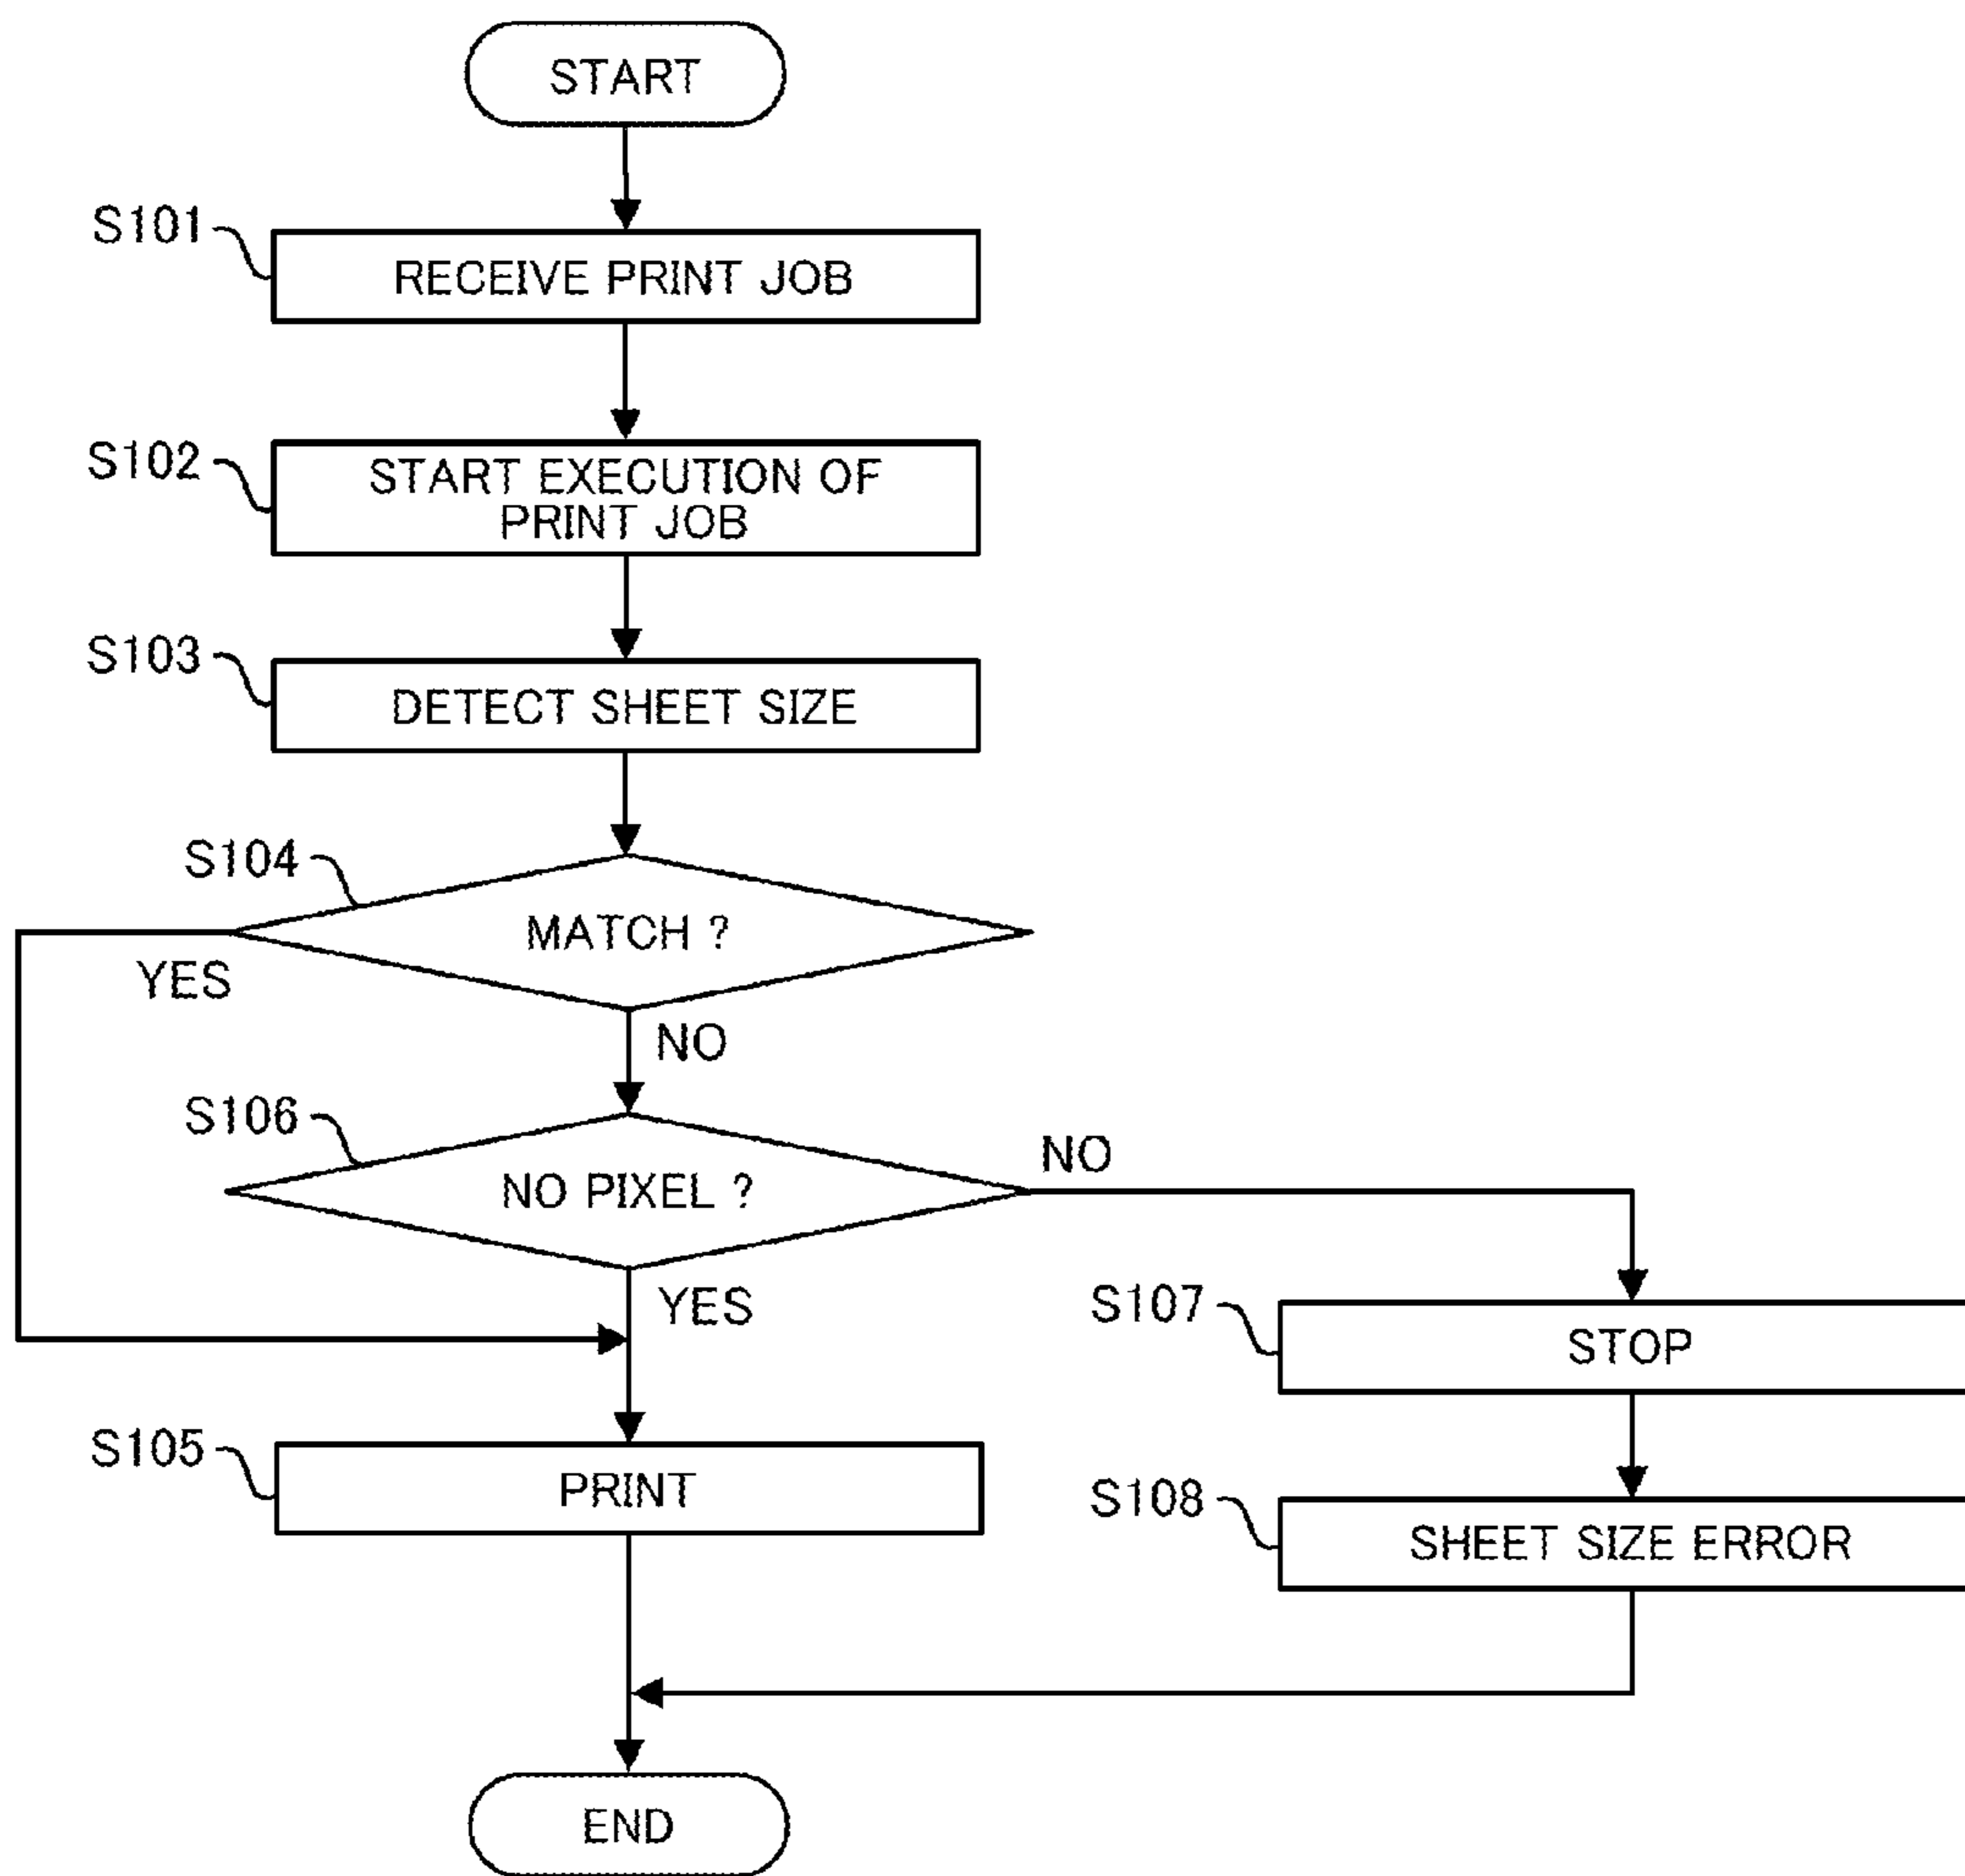 START
S101
RECEIVE PRINT JOB
S102
START EXECUTION OF
PRINT JOB
S103
DETECT SHEET SIZE
S104
MATCH ?
YES
NO
S106
NO PIXEL ?
NO
YES
S107
STOP
S105
PRINT
S108
SHEET SIZE ERROR
END